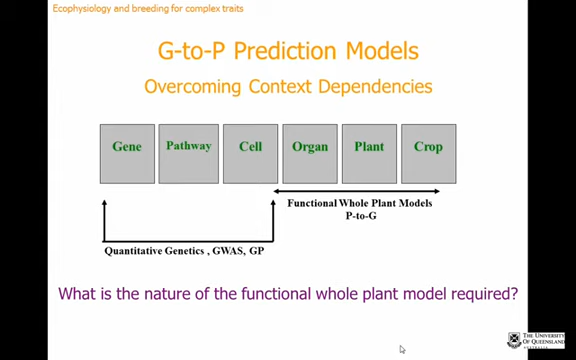 Ecophysiology and breeding for complex traits
G-to-P Prediction Models
Overcoming Context Dependencies
Gene Pathway Cell Organ Plant Crop
Functional Whole Plant Models
P-to-G
Quantitative Genetics , GWAS, GP
What is the nature of the functional whole plant model required?
THE UNIVERSITY
OF QUEENSLAND
AUSTRALIA